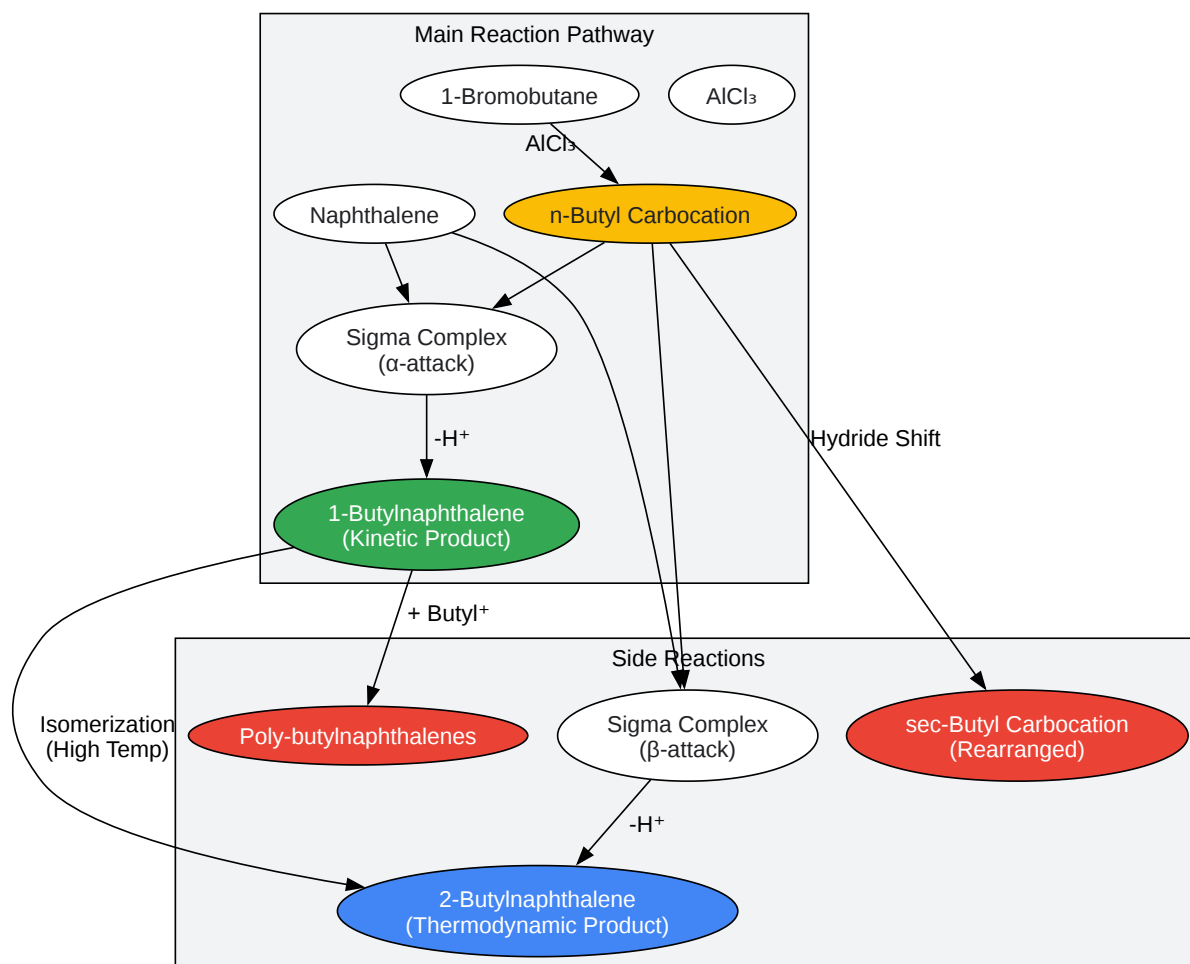 Main Reaction Pathway
1-Bromobutane
AlCl₃
AlCl₃
Naphthalene
n-Butyl Carbocation
Sigma Complex
(α-attack)
-H⁺
Hydride Shift
1-Butylnaphthalene
(Kinetic Product)
+ Butyl⁺
Side Reactions
Isomerization
(High Temp)
Poly-butylnaphthalenes
Sigma Complex
(β-attack)
sec-Butyl Carbocation
(Rearranged)
-H⁺
2-Butylnaphthalene
(Thermodynamic Product)